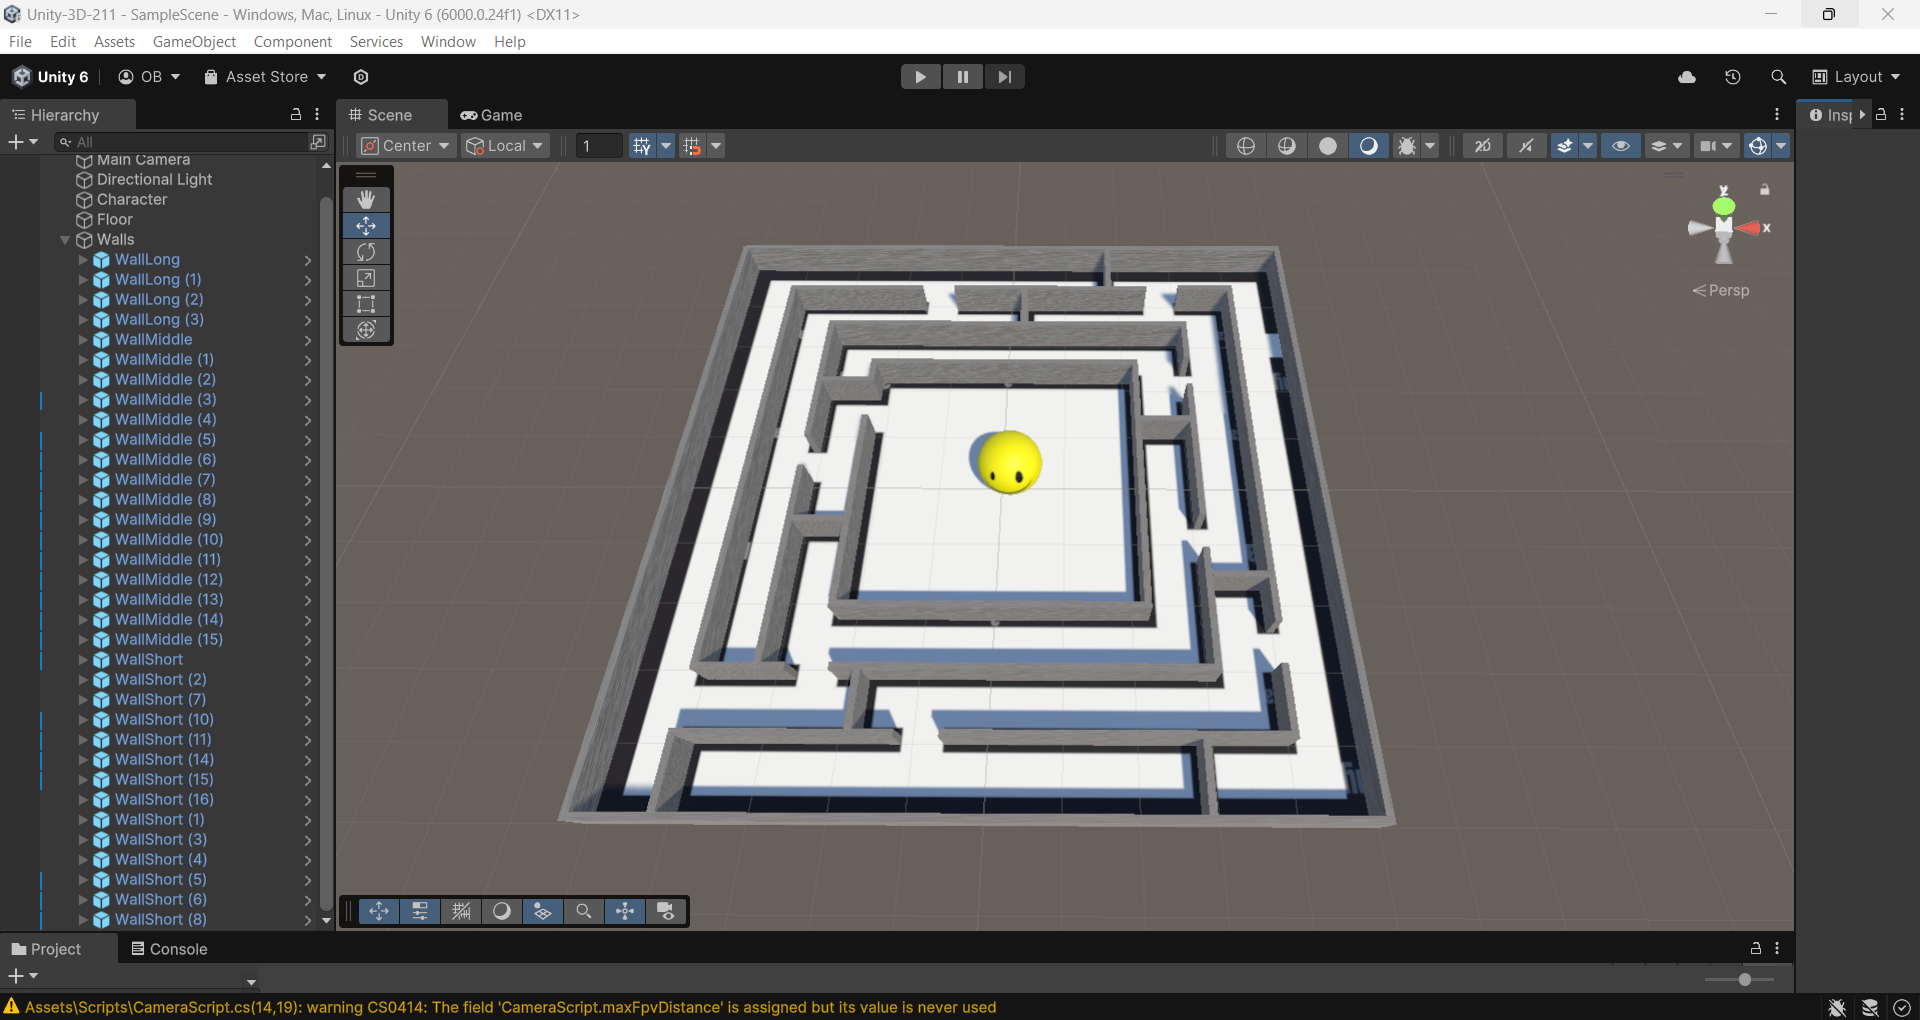 Unity-3D-211 - SampleScene - Windows, Mac, Linux - Unity 6 (6000.0.24f1) <DX11>
File Edit Assets GameObject Component Services Window Help
Unity 6 OB Asset Store Layout
Hierarchy
All
Main Camera
Directional Light
Character
Floor
Walls
WallLong
WallLong (1)
WallLong (2)
WallLong (3)
WallMiddle
WallMiddle (1)
WallMiddle (2)
WallMiddle (3)
WallMiddle (4)
WallMiddle (5)
WallMiddle (6)
WallMiddle (7)
WallMiddle (8)
WallMiddle (9)
WallMiddle (10)
WallMiddle (11)
WallMiddle (12)
WallMiddle (13)
WallMiddle (14)
WallMiddle (15)
WallShort
WallShort (2)
WallShort (7)
WallShort (10)
WallShort (11)
WallShort (14)
WallShort (15)
WallShort (16)
WallShort (1)
WallShort (3)
WallShort (4)
WallShort (5)
WallShort (6)
WallShort (8)
Scene Game
Center Local 1 2D
y
x
Persp
Insp
Project Console
Assets\Scripts\CameraScript.cs(14,19): warning CS0414: The field 'CameraScript.maxFpvDistance' is assigned but its value is never used